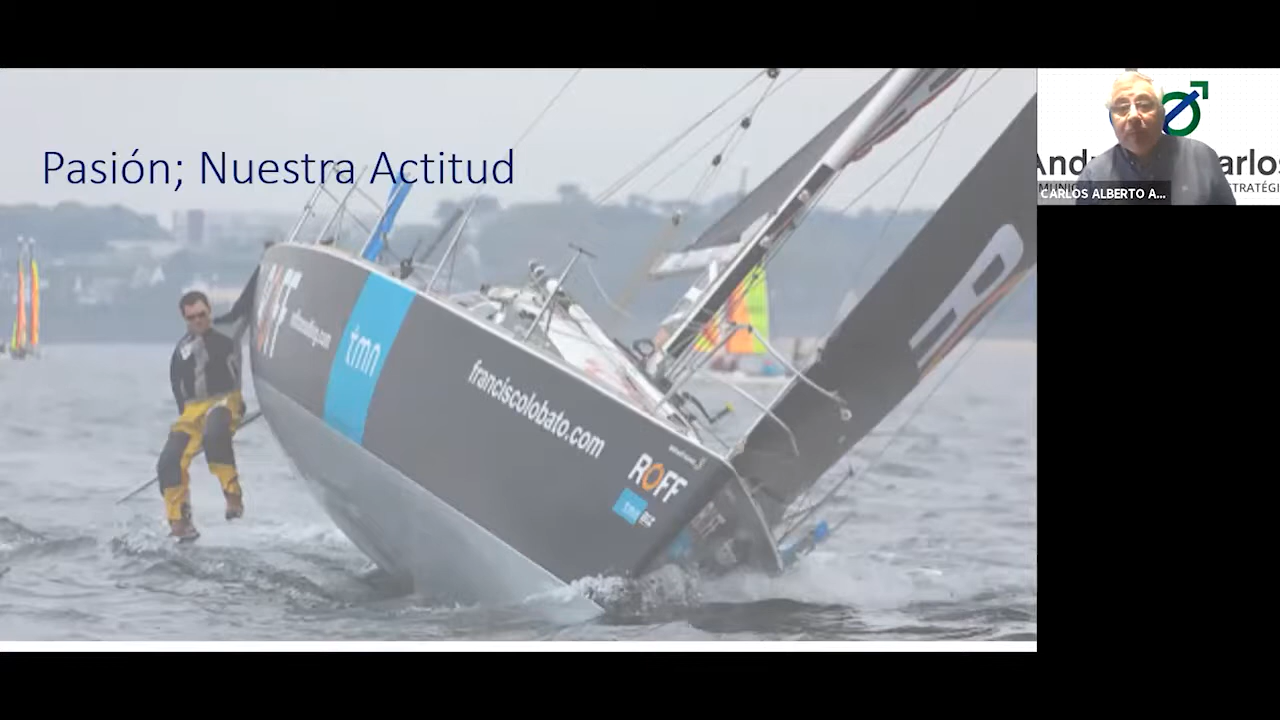 Pasión; Nuestra Actitud
tmn
franciscolobato.com
ROFF
tmn
CARLOS ALBERTO A...